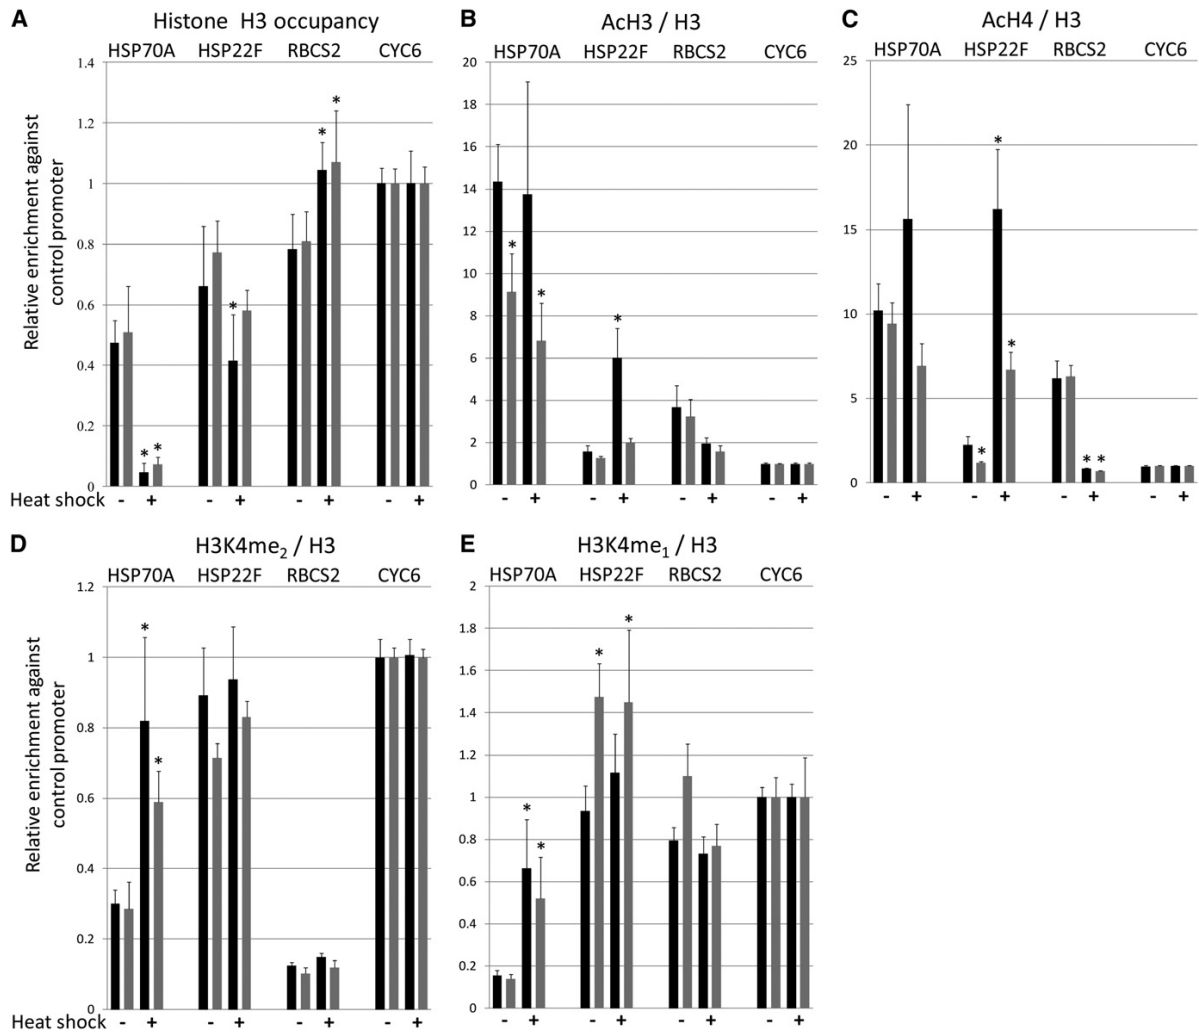 A
Histone H3 occupancy
HSP70A HSP22F RBCS2 CYC6
Relative enrichment against
control promoter
1.4
1.2
1
0.8
0.6
0.4
0.2
0
* * * * *
Heat shock - + - + - + - +
B
AcH3 / H3
HSP70A HSP22F RBCS2 CYC6
20
18
16
14
12
10
8
6
4
2
0
* * *
- + - + - + - +
C
AcH4 / H3
HSP70A HSP22F RBCS2 CYC6
25
20
15
10
5
0
* * * * *
- + - + - + - +
D
H3K4me2 / H3
HSP70A HSP22F RBCS2 CYC6
Relative enrichment against
control promoter
1.2
1
0.8
0.6
0.4
0.2
0
* *
Heat shock - + - + - + - +
E
H3K4me1 / H3
HSP70A HSP22F RBCS2 CYC6
2
1.8
1.6
1.4
1.2
1
0.8
0.6
0.4
0.2
0
* * * *
- + - + - + - +